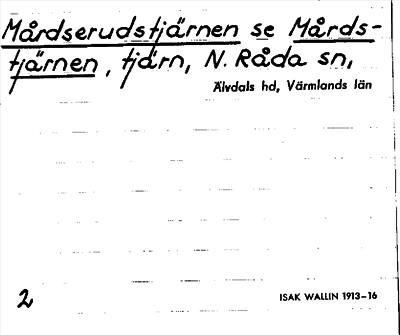 Mårdserudstjärnen se Mårds-
tjärnen, tjärn, N. Råda sn,
Älvdals hd, Värmlands län
2
ISAK WALLIN 1913–16